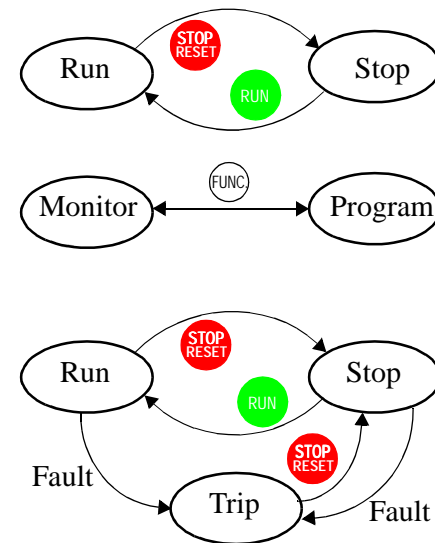 STOP
RESET
Run
Stop
RUN
FUNC.
Monitor
Program
STOP
RESET
Run
Stop
RUN
STOP
RESET
Fault
Trip
Fault